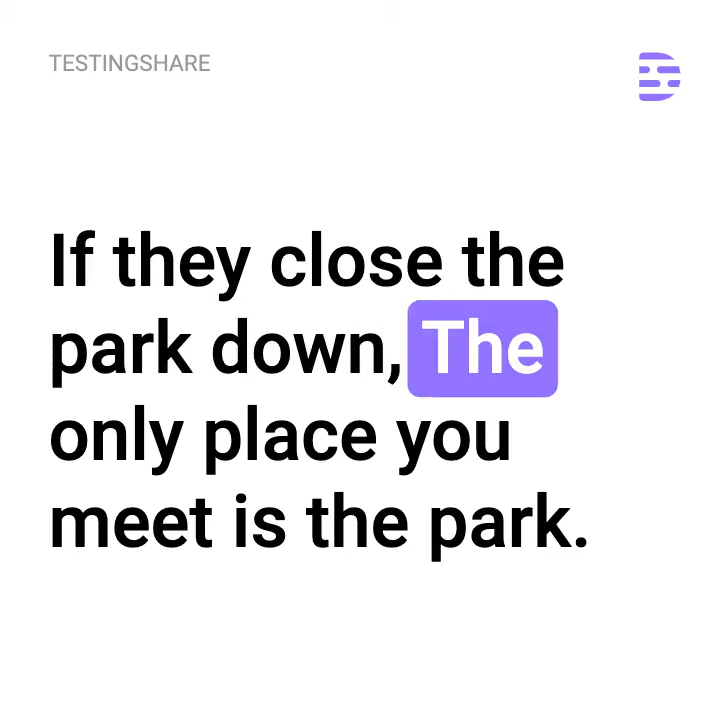 TESTINGSHARE
If they close the
park down, The
only place you
meet is the park.